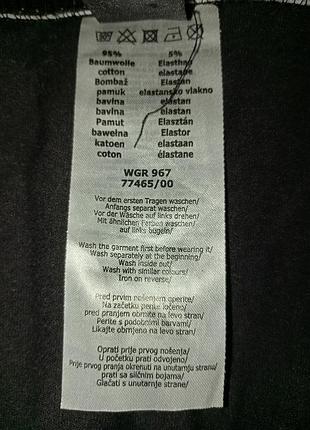 95% 5%
Baumwolle Elasthan
cotton elastane
Bombaž elastan
pamuk elastansko vlakno
bavlna elastan
bavlna elastan
Pamut Elasztán
bawełna Elastor
katoen elastaan
coton élastane
WGR 967
77465/00
Vor dem ersten Tragen waschen/
Anfangs separat waschen/
Vor der Wäsche auf links drehen/
Mit ähnlichen Farben waschen/
auf links bügeln/
Wash the garment first before wearing it/
Wash separately at the beginning/
Wash inside out/
Wash with similar colours/
Iron on reverse/
Pred prvim nošenjem operite/
Na začetku perite ločeno/
pred pranjem obrnite na levo stran/
Perite s podobnimi barvami/
Likajte obrnjeno na levo stran/
Oprati prije prvog nošenja/
U početku prati odvojeno/
Prije prvog pranja okrenuti na unutarnju stranu/
prati sa sličnim bojama/
Glačati s unutarnje strane/